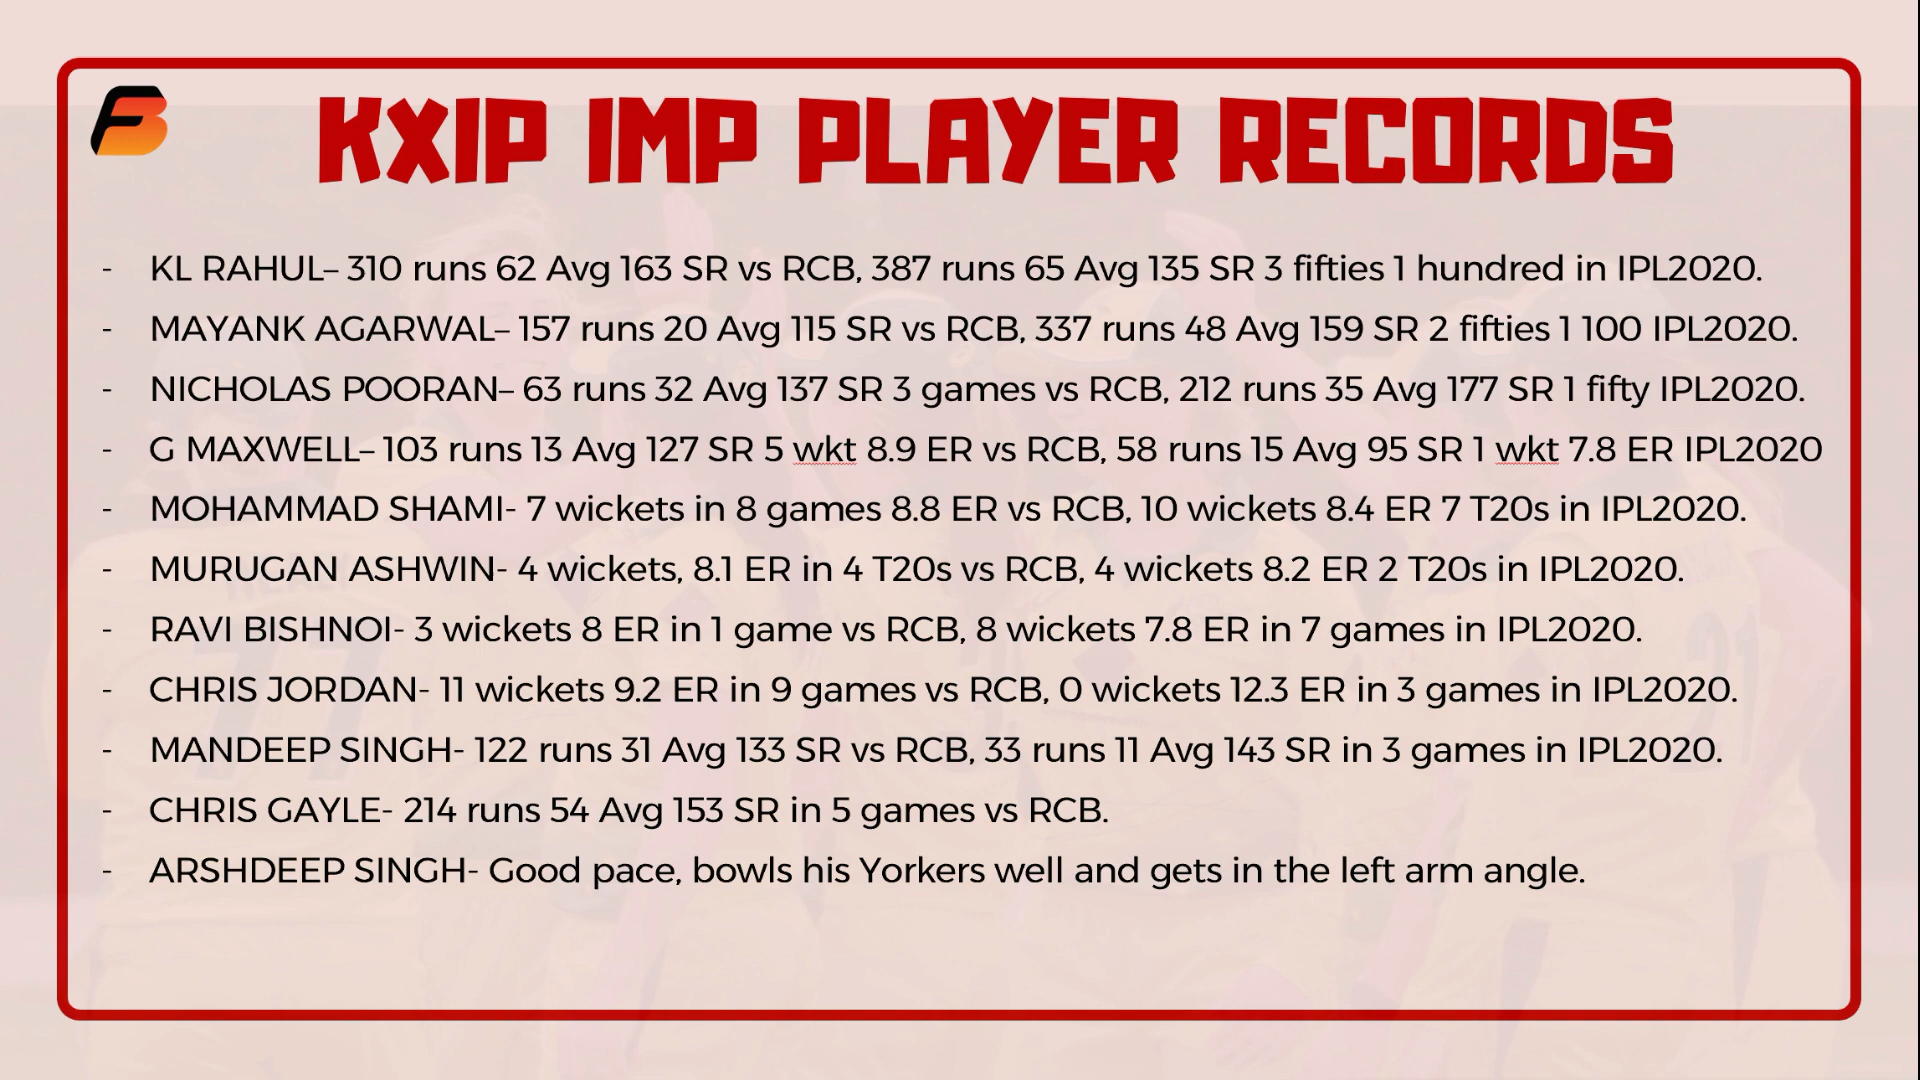 FB
KXIP IMP PLAYER RECORDS
- KL RAHUL– 310 runs 62 Avg 163 SR vs RCB, 387 runs 65 Avg 135 SR 3 fifties 1 hundred in IPL2020.
- MAYANK AGARWAL– 157 runs 20 Avg 115 SR vs RCB, 337 runs 48 Avg 159 SR 2 fifties 1 100 IPL2020.
- NICHOLAS POORAN– 63 runs 32 Avg 137 SR 3 games vs RCB, 212 runs 35 Avg 177 SR 1 fifty IPL2020.
- G MAXWELL– 103 runs 13 Avg 127 SR 5 wkt 8.9 ER vs RCB, 58 runs 15 Avg 95 SR 1 wkt 7.8 ER IPL2020
- MOHAMMAD SHAMI- 7 wickets in 8 games 8.8 ER vs RCB, 10 wickets 8.4 ER 7 T20s in IPL2020.
- MURUGAN ASHWIN- 4 wickets, 8.1 ER in 4 T20s vs RCB, 4 wickets 8.2 ER 2 T20s in IPL2020.
- RAVI BISHNOI- 3 wickets 8 ER in 1 game vs RCB, 8 wickets 7.8 ER in 7 games in IPL2020.
- CHRIS JORDAN- 11 wickets 9.2 ER in 9 games vs RCB, 0 wickets 12.3 ER in 3 games in IPL2020.
- MANDEEP SINGH- 122 runs 31 Avg 133 SR vs RCB, 33 runs 11 Avg 143 SR in 3 games in IPL2020.
- CHRIS GAYLE- 214 runs 54 Avg 153 SR in 5 games vs RCB.
- ARSHDEEP SINGH- Good pace, bowls his Yorkers well and gets in the left arm angle.